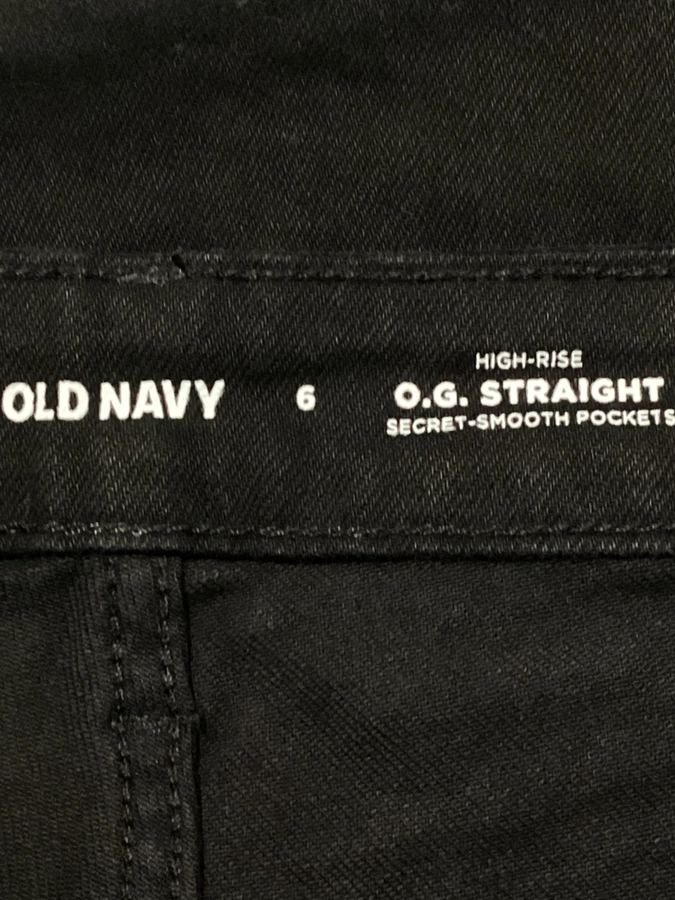 OLD NAVY
6
HIGH-RISE
O.G. STRAIGHT
SECRET-SMOOTH POCKETS